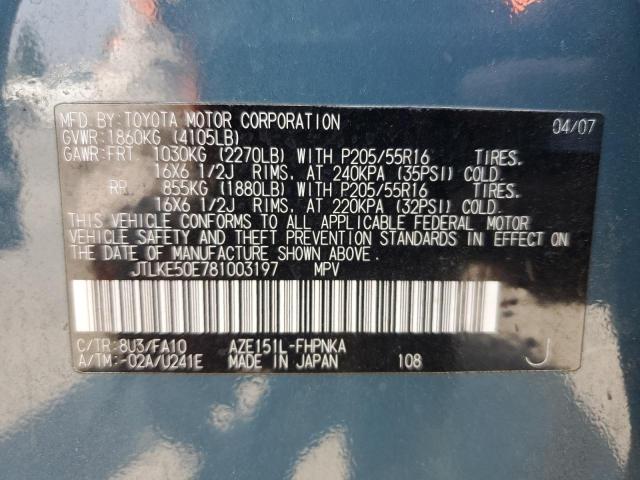 MFD. BY: TOYOTA MOTOR CORPORATION 04/07
GVWR: 1860KG (4105LB)
GAWR: FRT. 1030KG (2270LB) WITH P205/55R16 TIRES.
16X6 1/2J RIMS, AT 240KPA (35PSI) COLD.
RR. 855KG (1880LB) WITH P205/55R16 TIRES.
16X6 1/2J RIMS, AT 220KPA (32PSI) COLD.
THIS VEHICLE CONFORMS TO ALL APPLICABLE FEDERAL MOTOR
VEHICLE SAFETY AND THEFT PREVENTION STANDARDS IN EFFECT
ON THE DATE OF MANUFACTURE SHOWN ABOVE.
JTLKE50E781003197 MPV
C/TR: 8U3/FA10 AZE151L-FHPNKA
A/TM: -02A/U241E MADE IN JAPAN 108 J